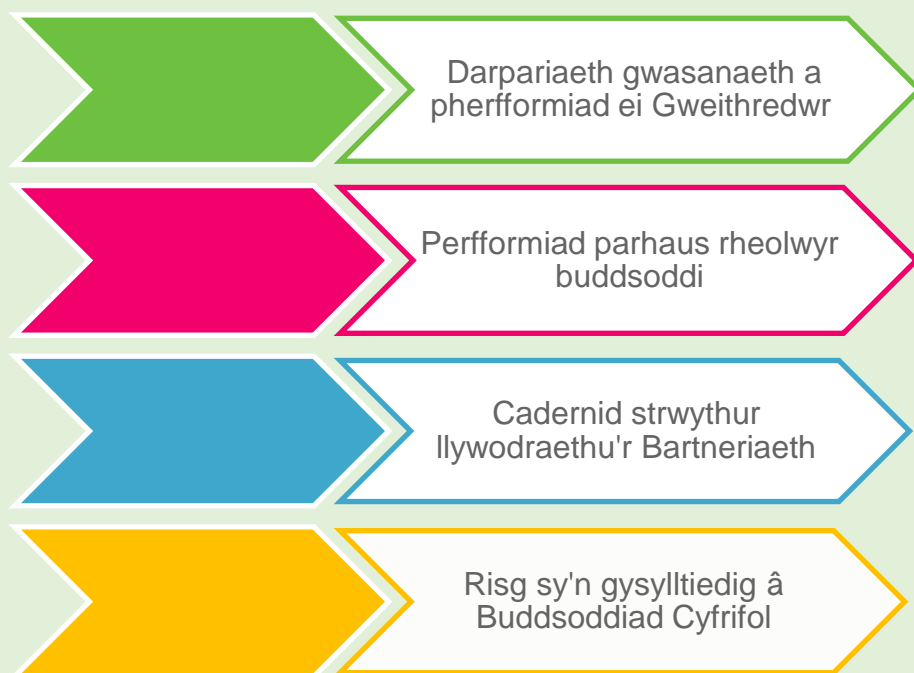 Darpariaeth gwasanaeth a
pherfformiad ei Gweithredwr
Perfformiad parhaus rheolwyr
buddsoddi
Cadernid strwythur
llywodraethu'r Bartneriaeth
Risg sy'n gysylltiedig â
Buddsoddiad Cyfrifol